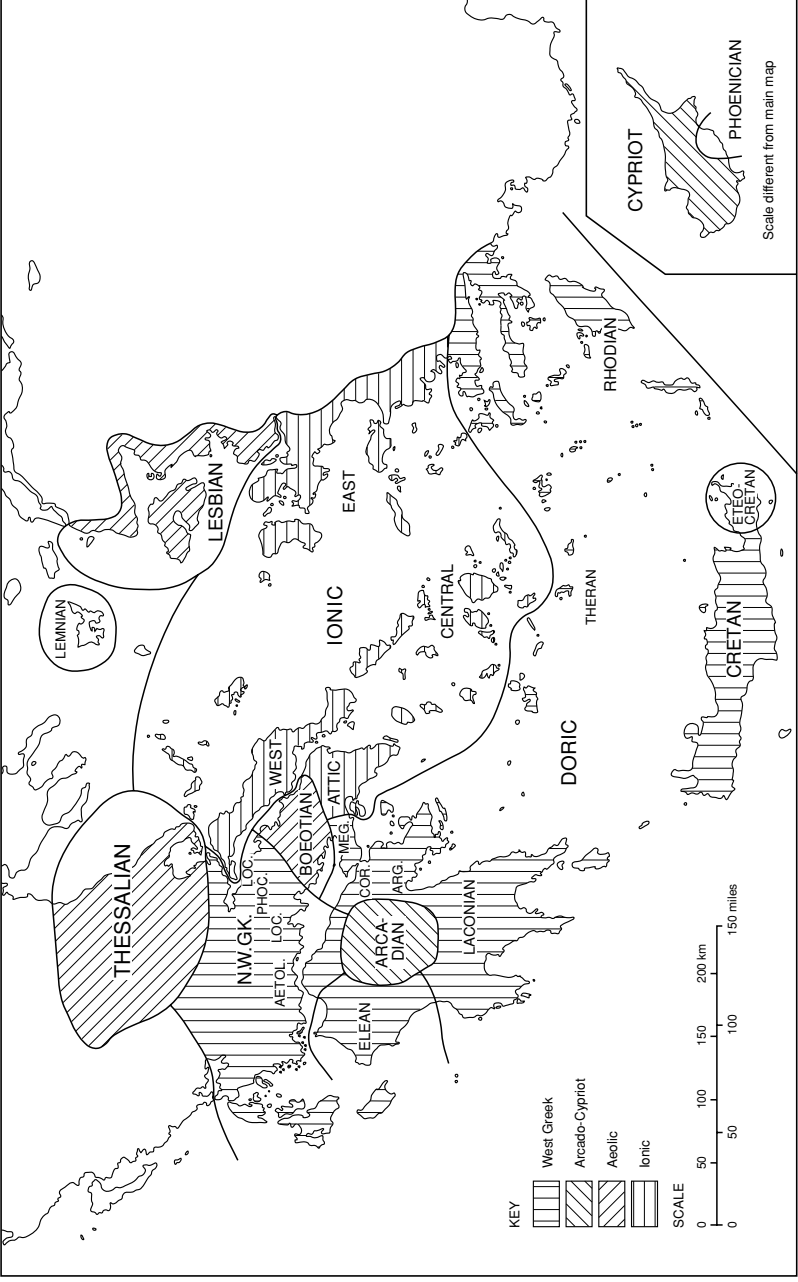 THESSALIAN
LEMNIAN
LESBIAN
N.W.GK.
LOC.
PHOC.
LOC.
AETOL.
BOEOTIAN
WEST
ATTIC
MEG.
IONIC
EAST
CENTRAL
ELEAN
ARCA-
DIAN
COR.
ARG.
LACONIAN
DORIC
THERAN
RHODIAN
CRETAN
ETEO-
CRETAN
CYPRIOT
PHOENICIAN
Scale different from main map
KEY
West Greek
Arcado-Cypriot
Aeolic
Ionic
SCALE
0 50 100 150 200 km
0 50 100 150 miles